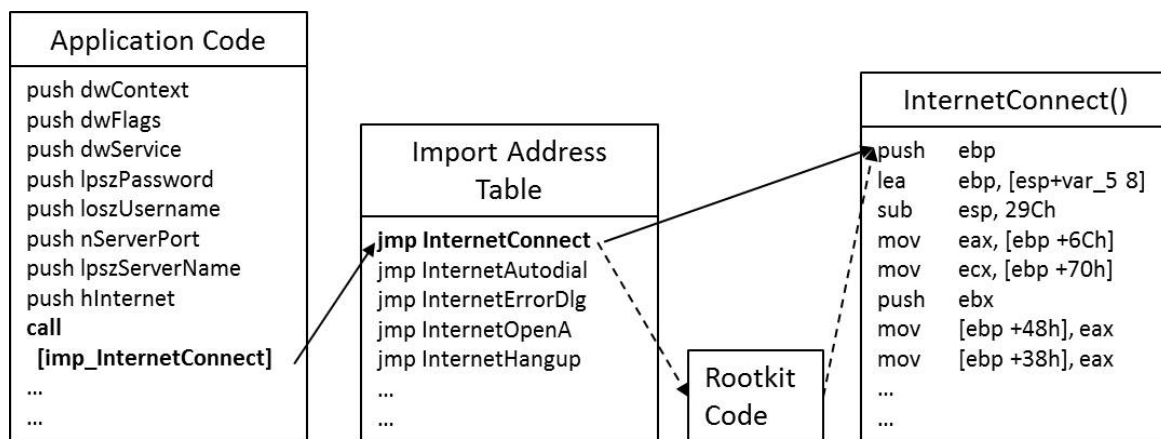 Application Code
push dwContext
push dwFlags
push dwService
push lpszPassword
push loszUsername
push nServerPort
push lpszServerName
push hInternet
call
[imp_InternetConnect]
...
...
Import Address
Table
jmp InternetConnect
jmp InternetAutodial
jmp InternetErrorDlg
jmp InternetOpenA
jmp InternetHangup
...
...
Rootkit
Code
InternetConnect()
push ebp
lea ebp, [esp+var_5 8]
sub esp, 29Ch
mov eax, [ebp +6Ch]
mov ecx, [ebp +70h]
push ebx
mov [ebp +48h], eax
mov [ebp +38h], eax
...
...